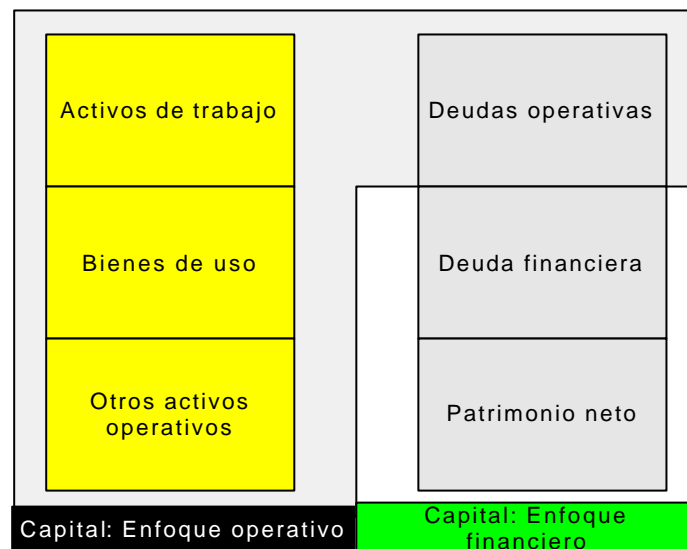 Activos de trabajo
Deudas operativas
Bienes de uso
Deuda financiera
Otros activos
operativos
Patrimonio neto
Capital: Enfoque operativo
Capital: Enfoque
financiero